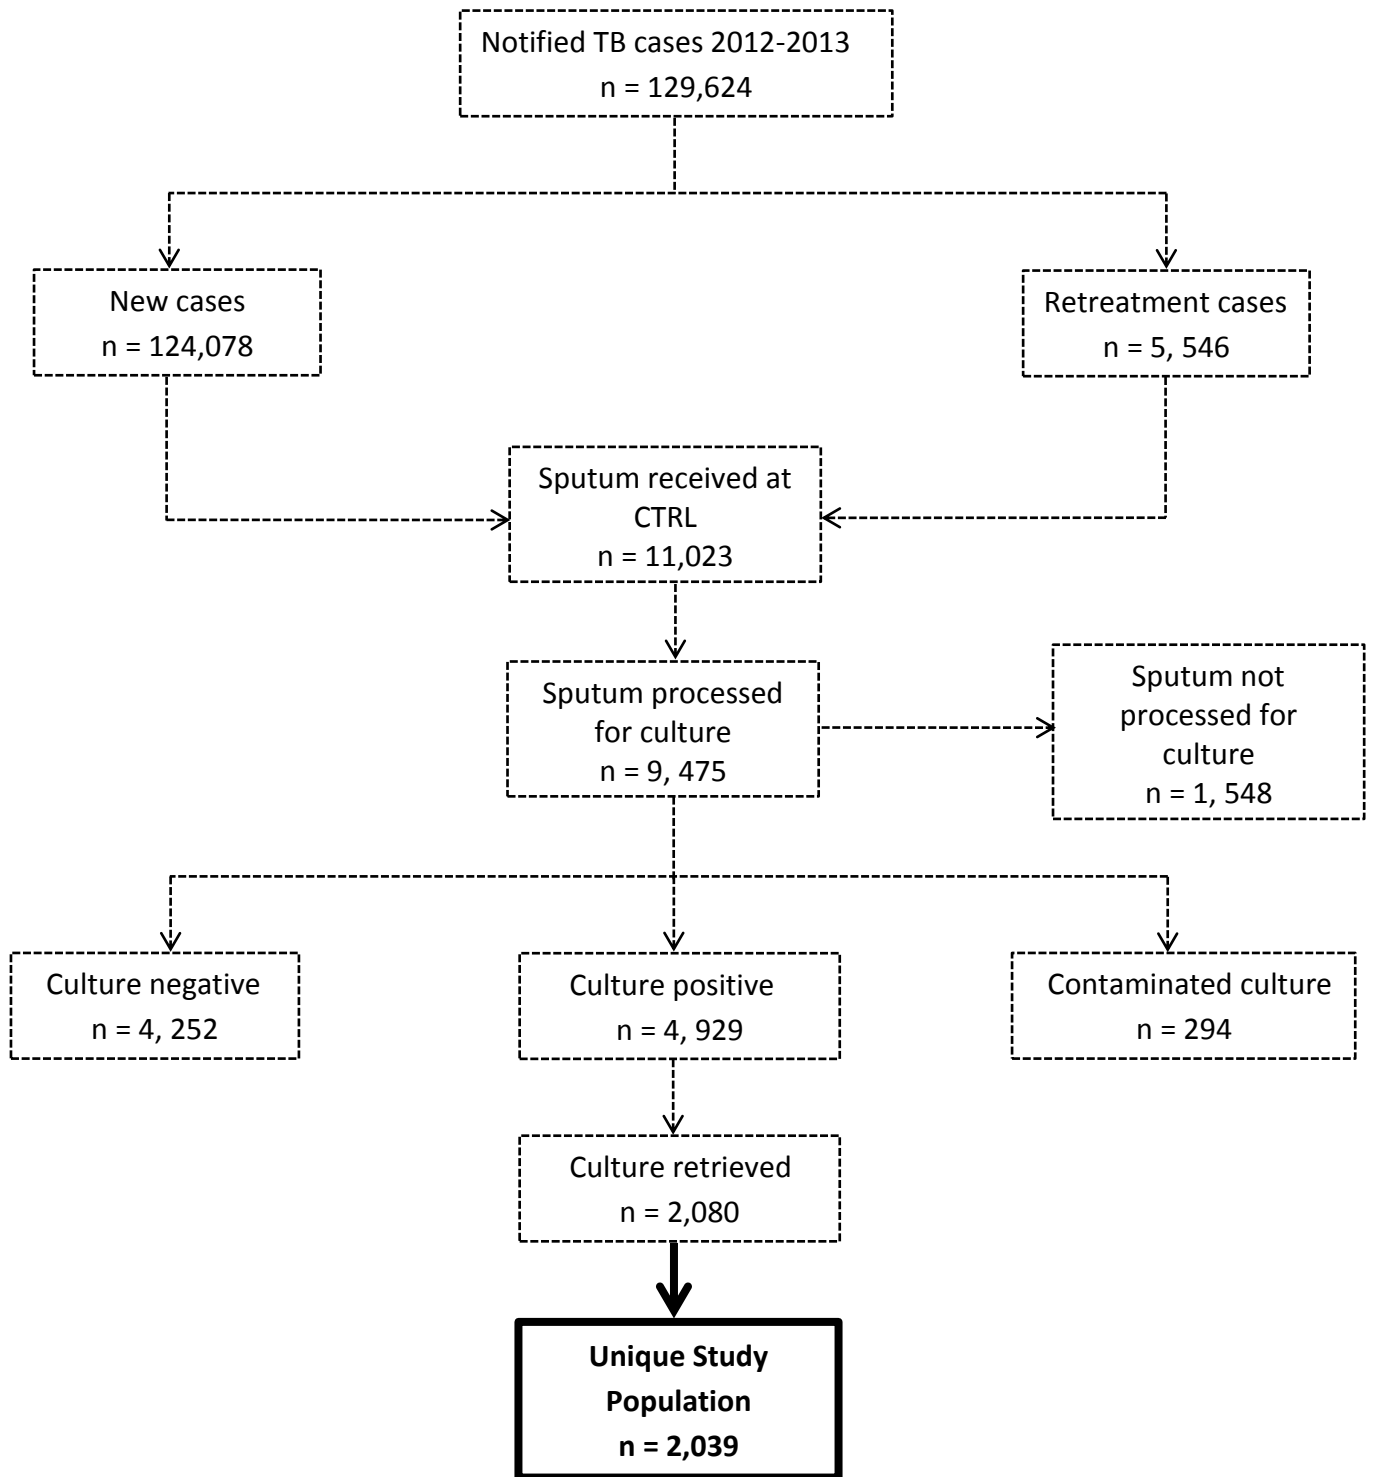 Notified TB cases 2012-2013
n = 129,624
New cases
n = 124,078
Retreatment cases
n = 5, 546
Sputum received at
CTRL
n = 11,023
Sputum processed
for culture
n = 9, 475
Sputum not
processed for
culture
n = 1, 548
Culture negative
n = 4, 252
Culture positive
n = 4, 929
Contaminated culture
n = 294
Culture retrieved
n = 2,080
Unique Study
Population
n = 2,039